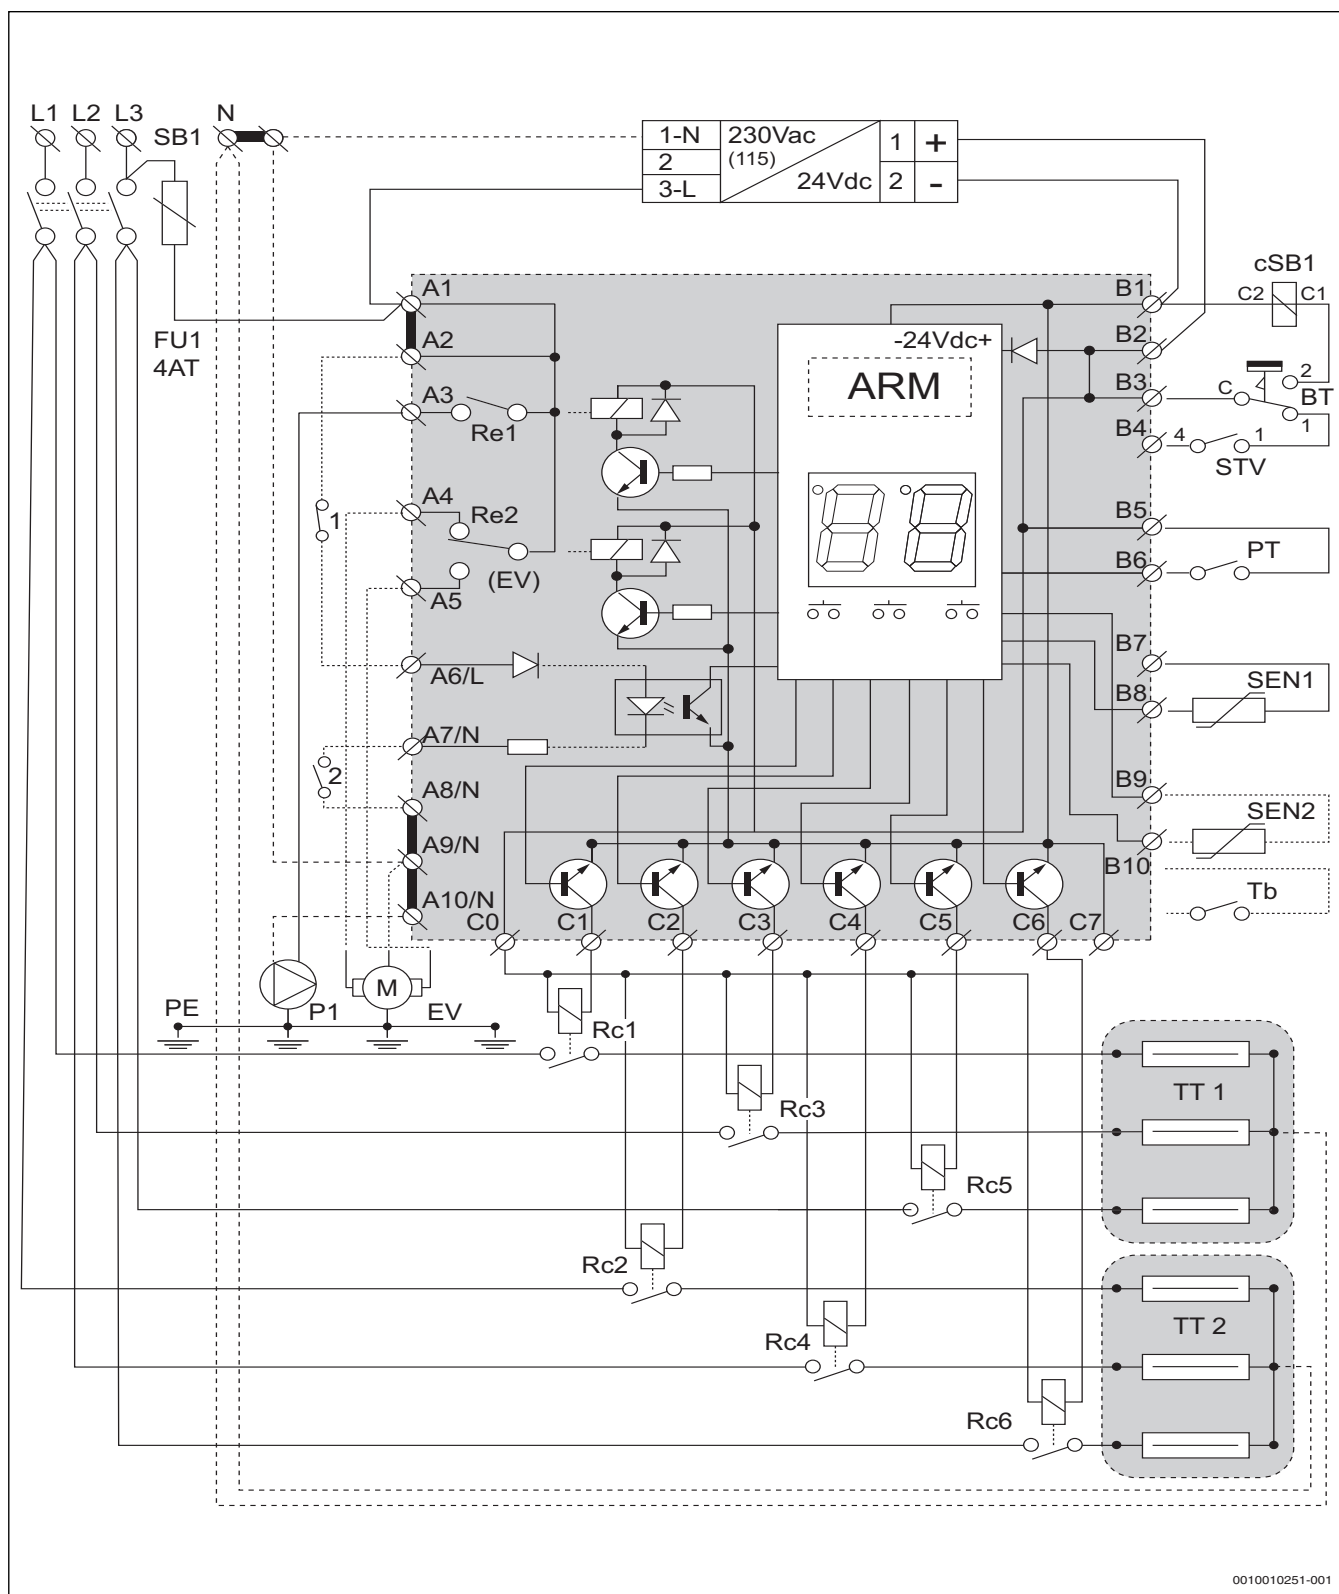 L1 L2 L3 SB1 N
1-N 230Vac 1 +
2 (115)
3-L 24Vdc 2 -
cSB1
C2 C1
A1 B1
FU1 A2 -24Vdc+ B2
4AT
ARM
A3 B3 C 2 BT
Re1 B4 4 1 1
STV
A4 B5
1 Re2 PT
B6
(EV)
A5
B7
A6/L SEN1
B8
A7/N
2 B9
A8/N SEN2
A9/N B10
A10/N Tb
C0 C1 C2 C3 C4 C5 C6 C7
M
PE P1 EV
Rc1
TT 1
Rc3
Rc5
Rc2
TT 2
Rc4
Rc6
0010010251-001